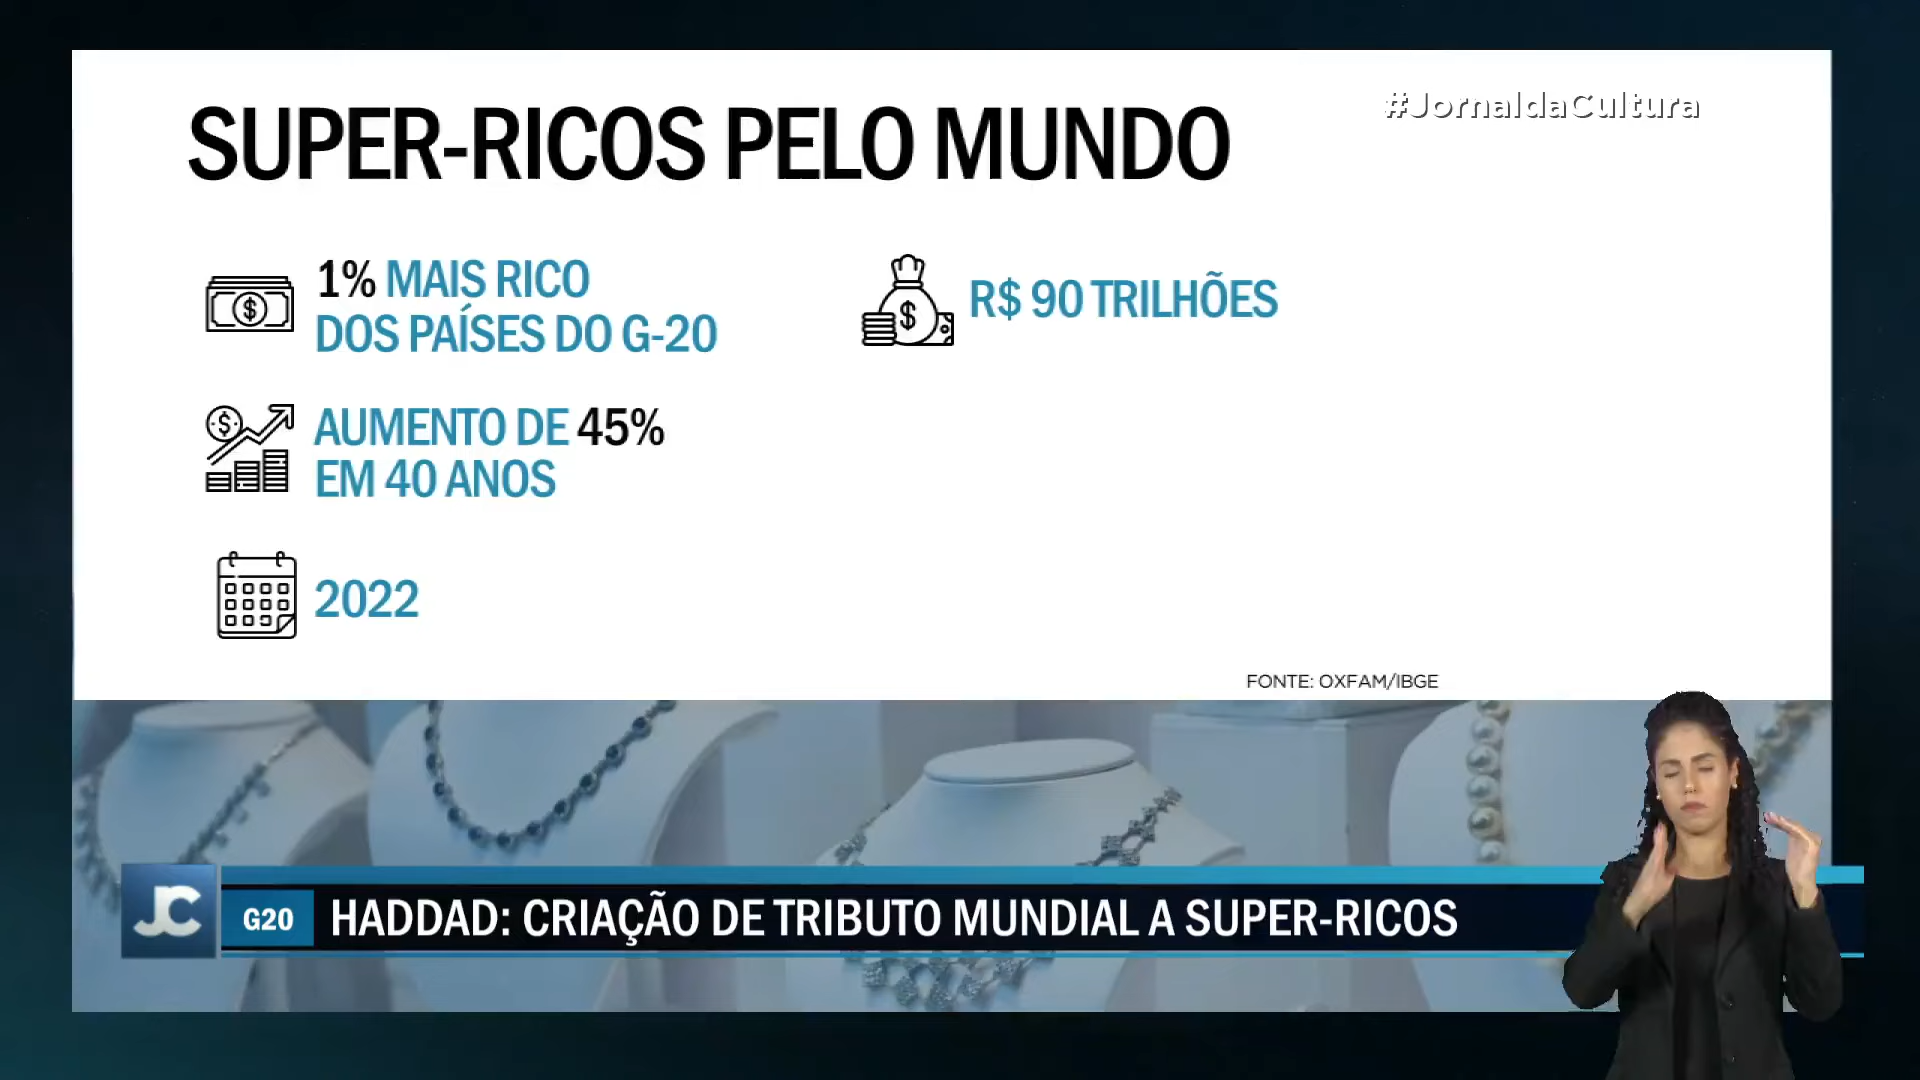 #JornaldaCultura
SUPER-RICOS PELO MUNDO
1% MAIS RICO
DOS PAÍSES DO G-20
R$ 90 TRILHÕES
AUMENTO DE 45%
EM 40 ANOS
2022
FONTE: OXFAM/IBGE
JC
G20
HADDAD: CRIAÇÃO DE TRIBUTO MUNDIAL A SUPER-RICOS